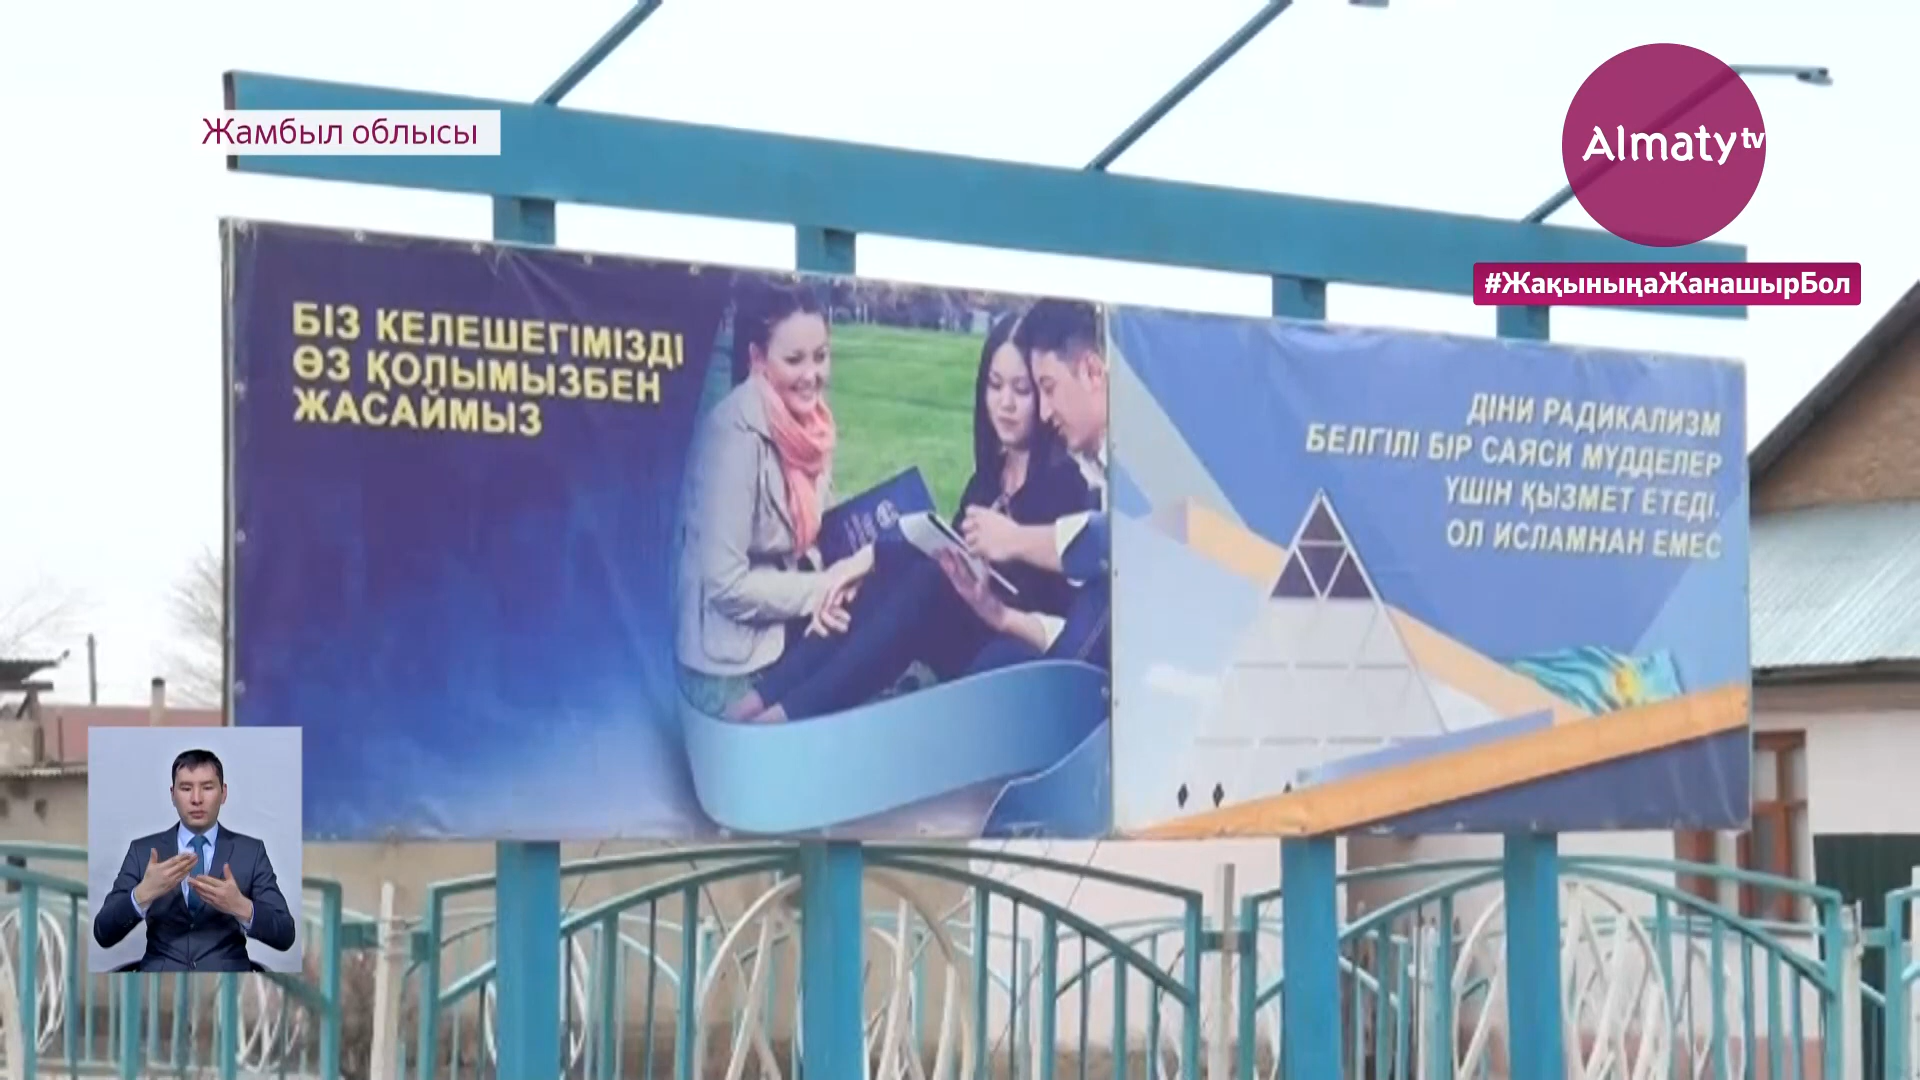 Жамбыл облысы
Almaty tv
#ЖақыныңаЖанашырБол
БІЗ КЕЛЕШЕГІМІЗДІ
ӨЗ ҚОЛЫМЫЗБЕН
ЖАСАЙМЫЗ
ДІНИ РАДИКАЛИЗМ
БЕЛГІЛІ БІР САЯСИ МҮДДЕЛЕР
ҮШІН ҚЫЗМЕТ ЕТЕДІ.
ОЛ ИСЛАМНАН ЕМЕС